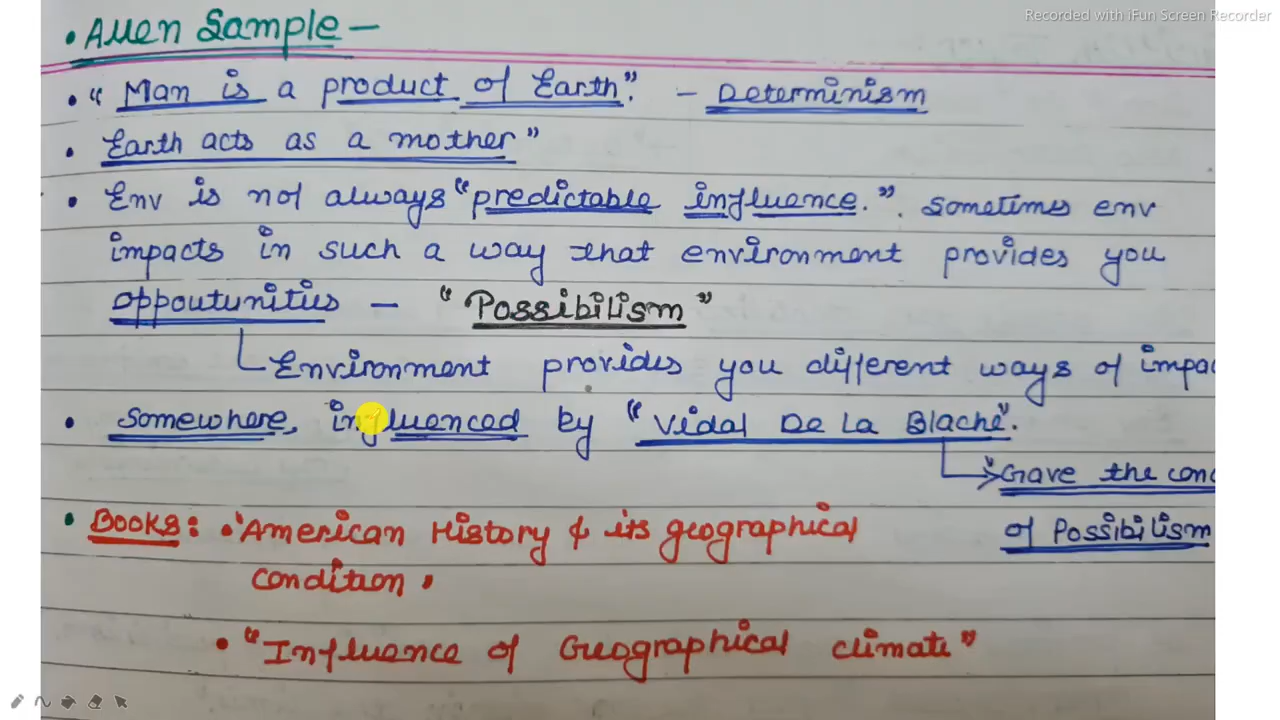 Recorded with iFun Screen Recorder
• Allen Sample –
• “Man is a product of Earth”. – Determinism
• Earth acts as a mother”
• Env is not always “predictable influence.”. Sometimes env
impacts in such a way that environment provides you
oppoutunities – “Possibilism”
Environment provides you different ways of impac
• Somewhere, influenced by “Vidal De La Blache”.
“Gave the conc
of Possibilism
• Books: • “American History & its geographical
condition.
• “Influence of Geographical climate”